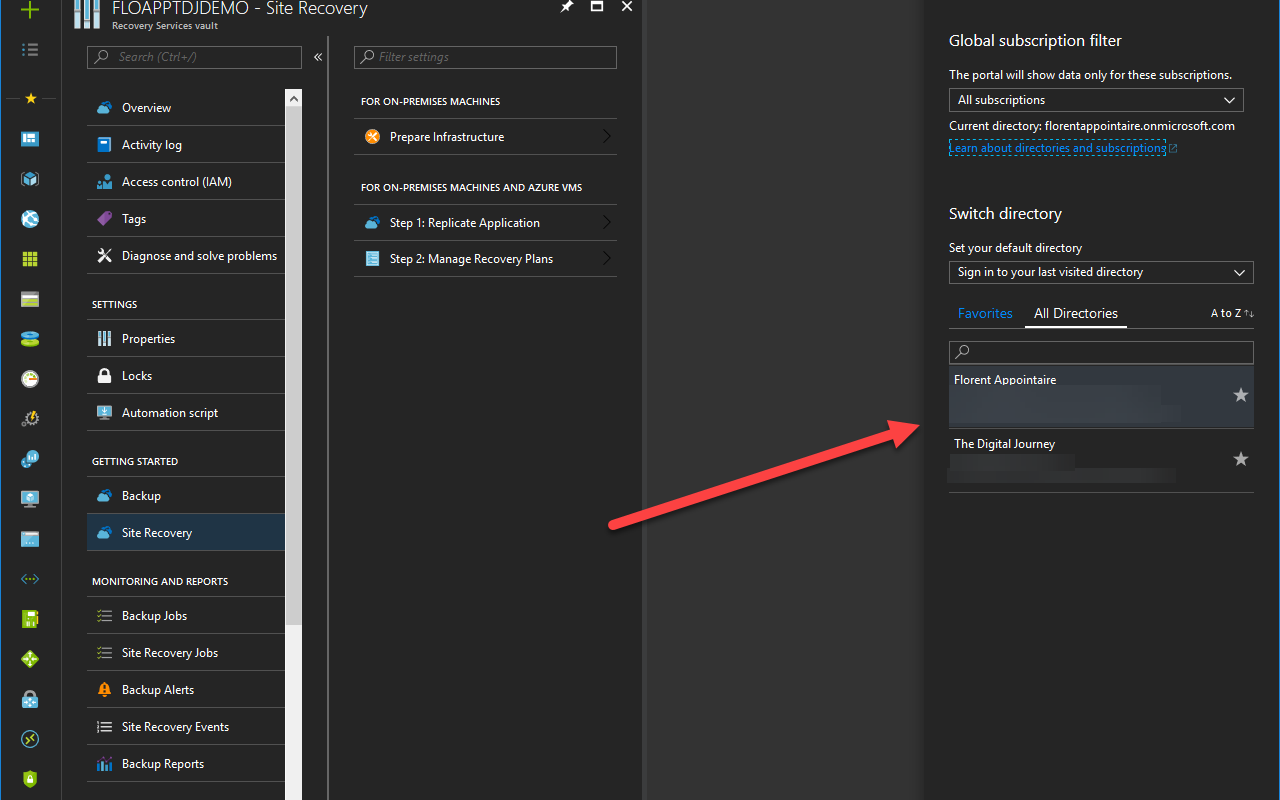 FLOAPPTDJDEMO - Site Recovery
Recovery Services vault
Search (Ctrl+/)
«
Overview
Activity log
Access control (IAM)
Tags
Diagnose and solve problems
SETTINGS
Properties
Locks
Automation script
GETTING STARTED
Backup
Site Recovery
MONITORING AND REPORTS
Backup Jobs
Site Recovery Jobs
Backup Alerts
Site Recovery Events
Backup Reports
Filter settings
FOR ON-PREMISES MACHINES
Prepare Infrastructure
FOR ON-PREMISES MACHINES AND AZURE VMS
Step 1: Replicate Application
Step 2: Manage Recovery Plans
Global subscription filter
The portal will show data only for these subscriptions.
All subscriptions
Current directory: florentappointaire.onmicrosoft.com
Learn about directories and subscriptions
Switch directory
Set your default directory
Sign in to your last visited directory
Favorites All Directories A to Z ↑↓
Florent Appointaire
The Digital Journey